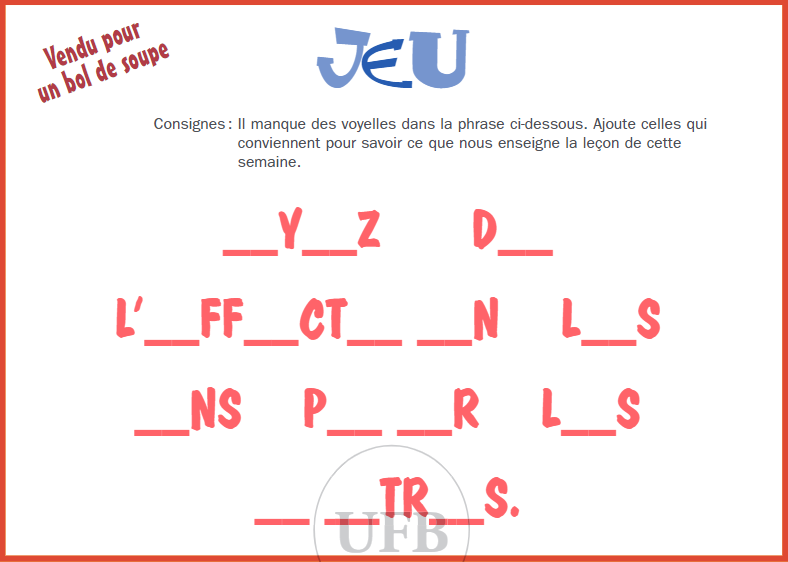 Vendu pour
un bol de soupe
JEU
Consignes : Il manque des voyelles dans la phrase ci-dessous. Ajoute celles qui
conviennent pour savoir ce que nous enseigne la leçon de cette
semaine.
__Y__Z D__
L'__FF__CT__ __N L__S
__NS P__ __R L__S
__ __TR__S.
UFB